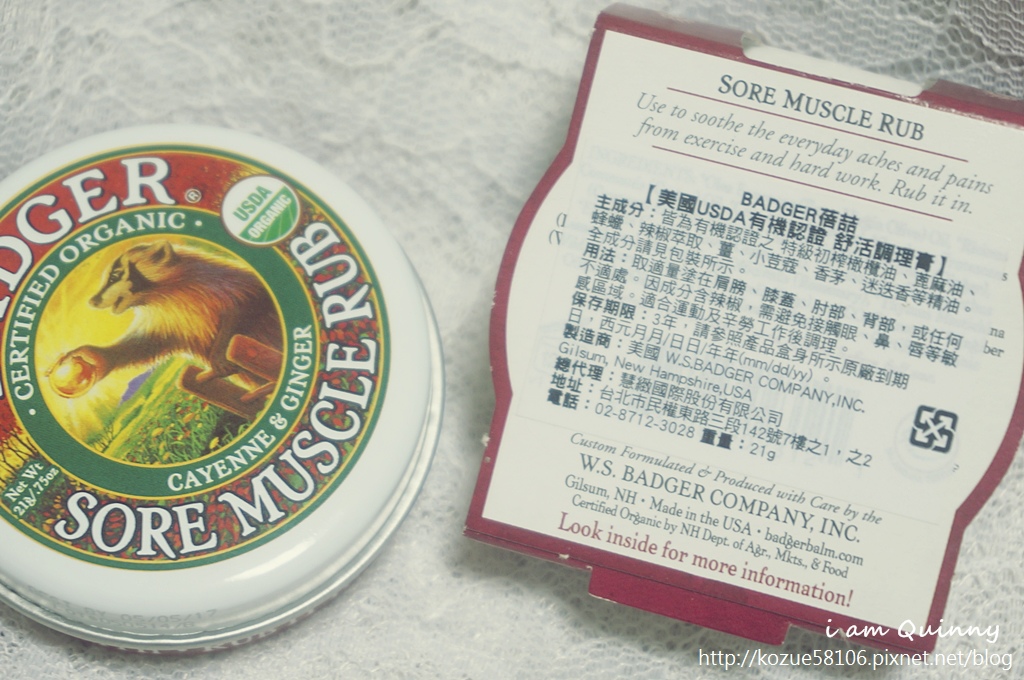 BADGER®
• CERTIFIED ORGANIC •
USDA
ORGANIC
CAYENNE & GINGER
SORE MUSCLE RUB
Net Wt
21g/.75oz
SORE MUSCLE RUB
Use to soothe the everyday aches and pains
from exercise and hard work. Rub it in.
BADGER蓓喆
【美國USDA有機認證 舒活調理膏】
主成分：皆為有機認證之 特級初榨橄欖油、蓖麻油、
蜂蠟、辣椒萃取、薑、小荳蔻、香茅、迷迭香等精油。
全成分請見包裝所示。
用法：取適量塗在肩膀、膝蓋、肘部、背部，或任何
不適處。因成分含辣椒，需避免接觸眼、鼻、唇等敏
感區域。適合運動及辛勞工作後調理。
保存期限：3年，請參照產品盒身所示原廠到期
日，西元月月/日日/年年(mm/dd/yy)。
製造商：美國 W.S.BADGER COMPANY,INC.
Gilsum, New Hampshire,USA
總代理：慧緻國際股份有限公司
地址：台北市民權東路三段142號7樓之1，之2
電話：02-8712-3028 重量：21g
Custom Formulated & Produced with Care by the
W.S. BADGER COMPANY, INC.
Gilsum, NH • Made in the USA • badgerbalm.com
Certified Organic by NH Dept. of Agr., Mkts., & Food
Look inside for more information!
i am Quinny
http://kozue58106.pixnet.net/blog